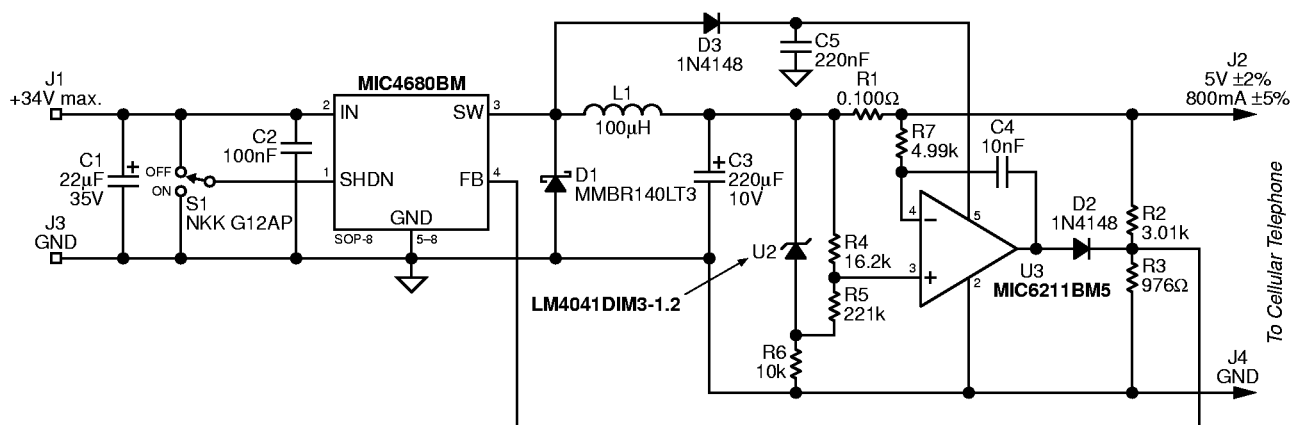 J1
+34V max.
C1
22µF
35V
OFF
ON
S1
NKK G12AP
J3
GND
C2
100nF
MIC4680BM
2
IN
SW
3
1
SHDN
FB
4
GND
SOP-8
5–8
D3
1N4148
C5
220nF
L1
100µH
D1
MMBR140LT3
C3
220µF
10V
R1
0.100Ω
J2
5V ±2%
800mA ±5%
R7
4.99k
C4
10nF
U2
LM4041DIM3-1.2
R4
16.2k
R5
221k
R6
10k
4
–
5
3
+
2
U3
MIC6211BM5
D2
1N4148
R2
3.01k
R3
976Ω
J4
GND
To Cellular Telephone